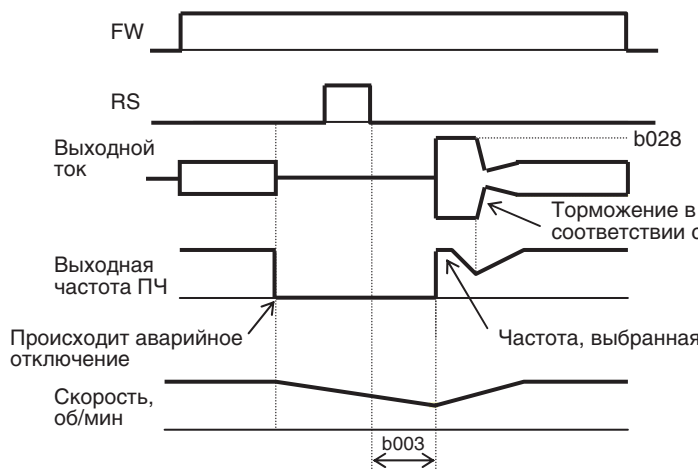 FW
RS
Выходной
ток
b028
Торможение в
соответствии с
Выходная
частота ПЧ
Происходит аварийное
отключение
Частота, выбранная
Скорость,
об/мин
b003